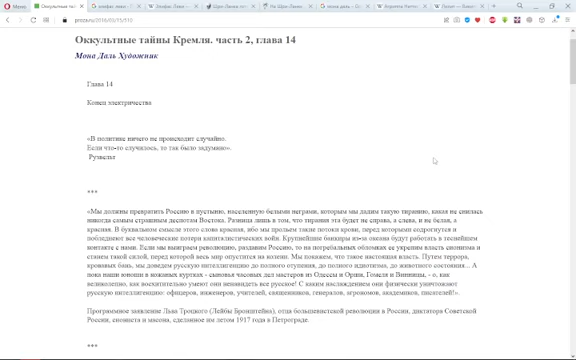 Меню
Оккультные тай
proza.ru/2016/03/15/510
Оккультные тайны Кремля. часть 2, глава 14
Мона Даль Художник
Глава 14
Конец электричества
«В политике ничего не происходит случайно.
Если что-то случилось, то так было задумано».
Рузвельт
***
«Мы должны превратить Россию в пустыню, населенную белыми неграми, которым мы дадим такую тиранию, какая не снилась
никогда самым страшным деспотам Востока. Разница лишь в том, что тирания эта будет не справа, а слева, и не белая, а
красная. В буквальном смысле этого слова красная, ибо мы прольем такие потоки крови, перед которыми содрогнутся и
побледнеют все человеческие потери капиталистических войн. Крупнейшие банкиры из-за океана будут работать в теснейшем
контакте с нами. Если мы выиграем революцию, раздавим Россию, то на погребальных обломках ее укрепим власть сионизма и
станем такой силой, перед которой весь мир опустится на колени. Мы покажем, что такое настоящая власть. Путем террора,
кровавых бань, мы доведем русскую интеллигенцию до полного отупения, до полного идиотизма, до животного состояния... А
пока наши юноши в кожаных куртках - сыновья часовых дел мастеров из Одессы и Орши, Гомеля и Винницы, - о, как
великолепно, как восхитительно умеют они ненавидеть все русское! С каким наслаждением они физически уничтожают
русскую интеллигенцию: офицеров, инженеров, учителей, священников, генералов, агрономов, академиков, писателей!».
Программное заявление Льва Троцкого (Лейбы Бронштейна), отца большевистской революции в России, диктатора Советской
России, сиониста и масона, сделанное им летом 1917 года в Петрограде.
***